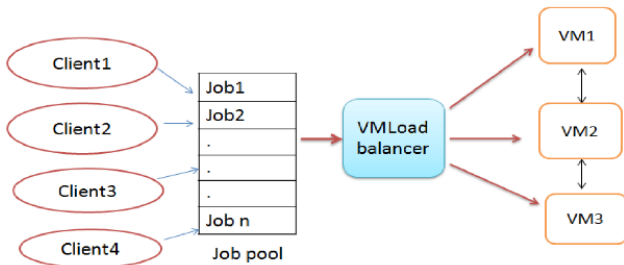 Client1
Client2
Client3
Client4
Job1
Job2
.
.
.
Job n
Job pool
VMLoad
balancer
VM1
VM2
VM3